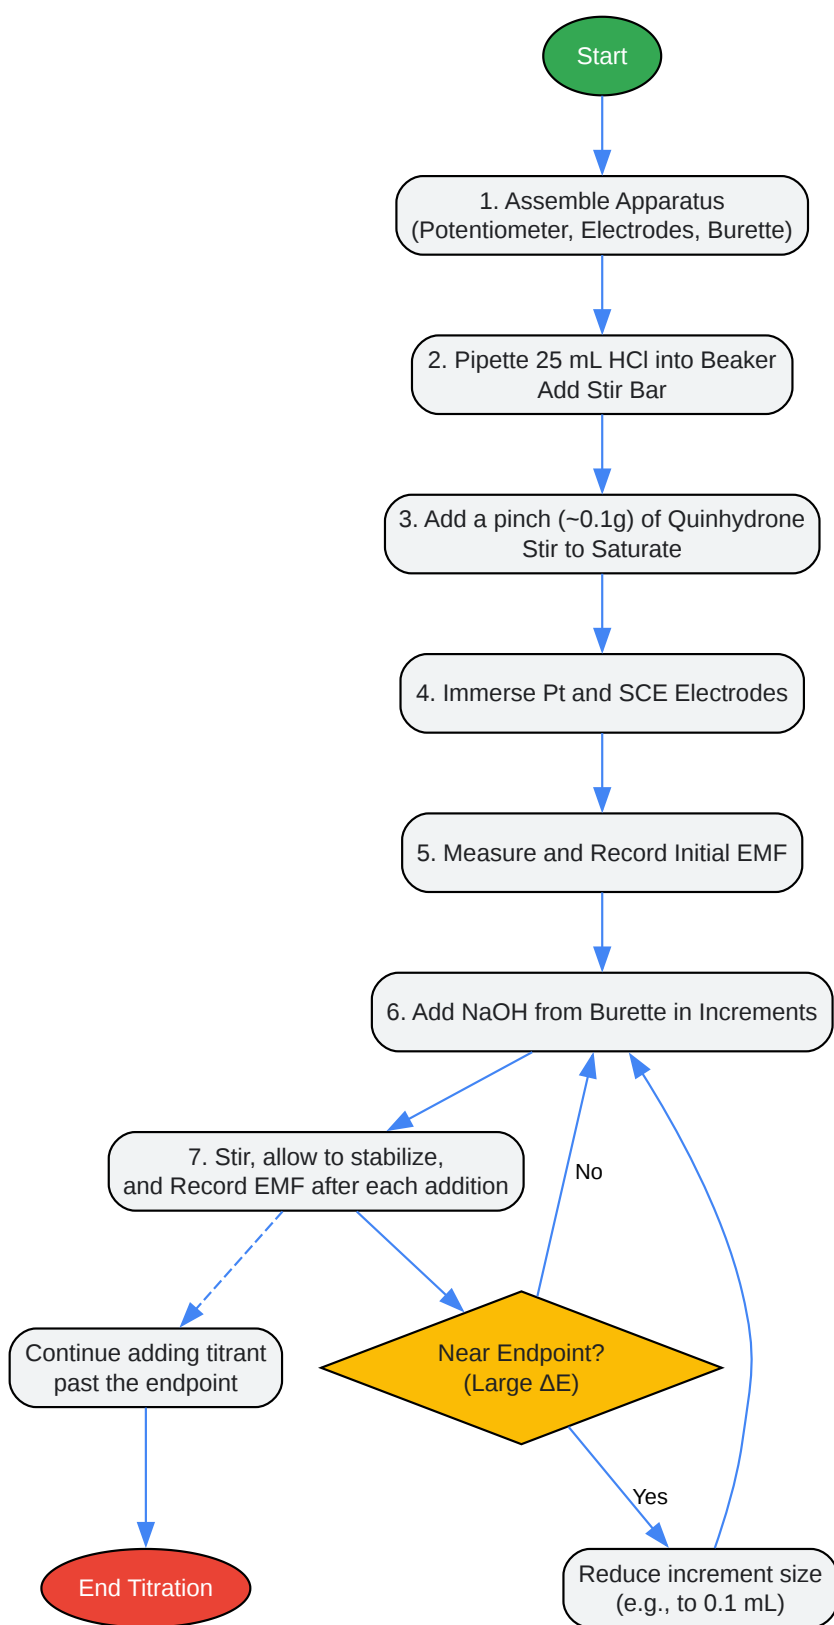 Start
1. Assemble Apparatus
(Potentiometer, Electrodes, Burette)
2. Pipette 25 mL HCl into Beaker
Add Stir Bar
3. Add a pinch (~0.1g) of Quinhydrone
Stir to Saturate
4. Immerse Pt and SCE Electrodes
5. Measure and Record Initial EMF
6. Add NaOH from Burette in Increments
7. Stir, allow to stabilize,
and Record EMF after each addition
No
Continue adding titrant
past the endpoint
Near Endpoint?
(Large ΔE)
Yes
End Titration
Reduce increment size
(e.g., to 0.1 mL)